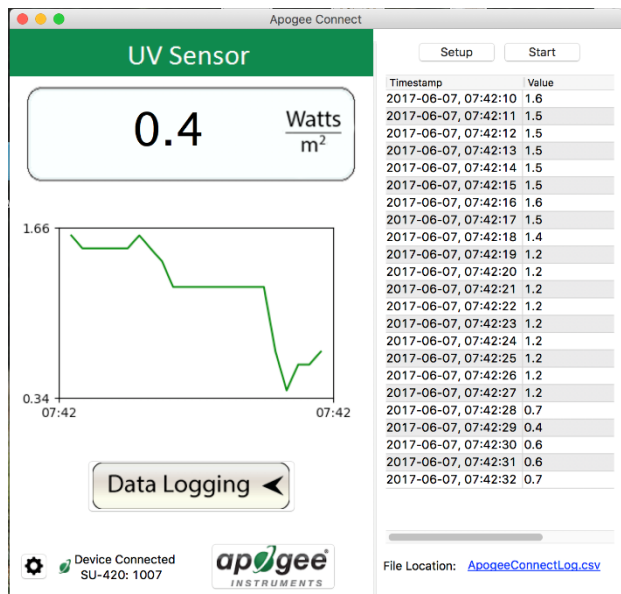 Apogee Connect
UV Sensor
0.4 Watts
m²
1.66
0.34
07:42 07:42
Data Logging
Device Connected
SU-420: 1007
apogee
INSTRUMENTS
Setup Start
Timestamp Value
2017-06-07, 07:42:10 1.6
2017-06-07, 07:42:11 1.5
2017-06-07, 07:42:12 1.5
2017-06-07, 07:42:13 1.5
2017-06-07, 07:42:14 1.5
2017-06-07, 07:42:15 1.5
2017-06-07, 07:42:16 1.6
2017-06-07, 07:42:17 1.5
2017-06-07, 07:42:18 1.4
2017-06-07, 07:42:19 1.2
2017-06-07, 07:42:20 1.2
2017-06-07, 07:42:21 1.2
2017-06-07, 07:42:22 1.2
2017-06-07, 07:42:23 1.2
2017-06-07, 07:42:24 1.2
2017-06-07, 07:42:25 1.2
2017-06-07, 07:42:26 1.2
2017-06-07, 07:42:27 1.2
2017-06-07, 07:42:28 0.7
2017-06-07, 07:42:29 0.4
2017-06-07, 07:42:30 0.6
2017-06-07, 07:42:31 0.6
2017-06-07, 07:42:32 0.7
File Location: ApogeeConnectLog.csv